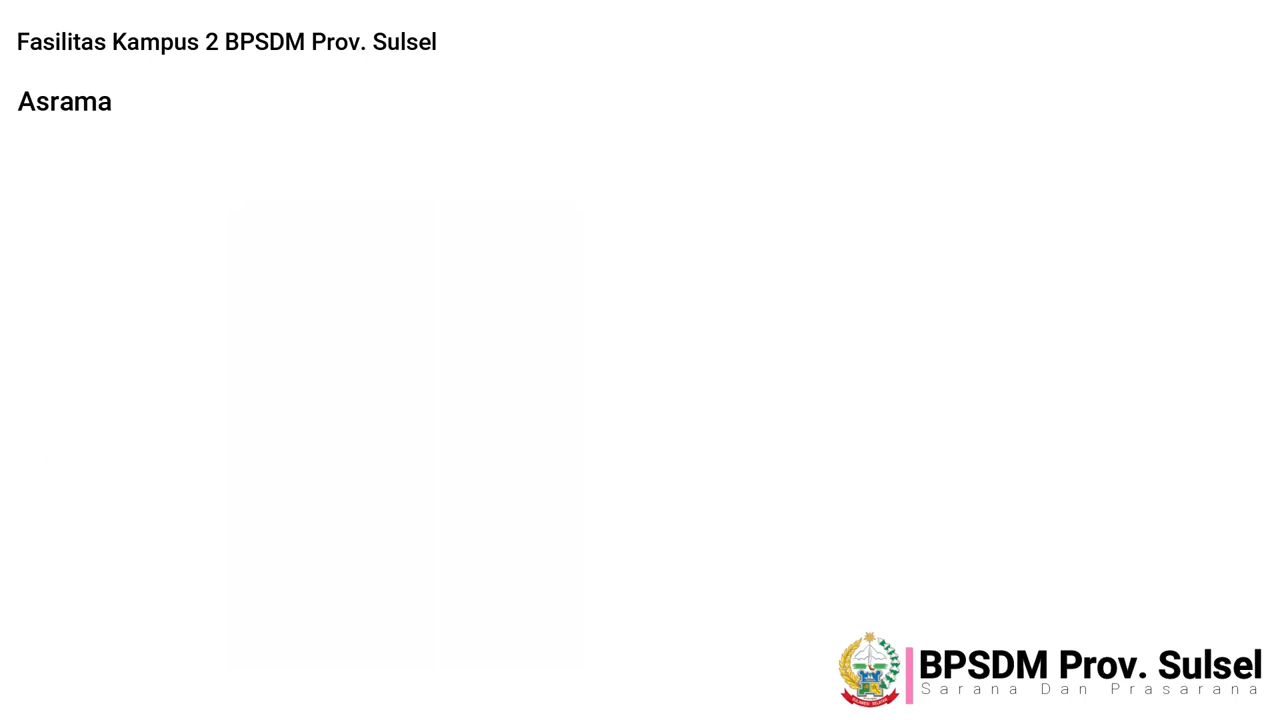 Fasilitas Kampus 2 BPSDM Prov. Sulsel
Asrama
BPSDM Prov. Sulsel
Sarana Dan Prasarana